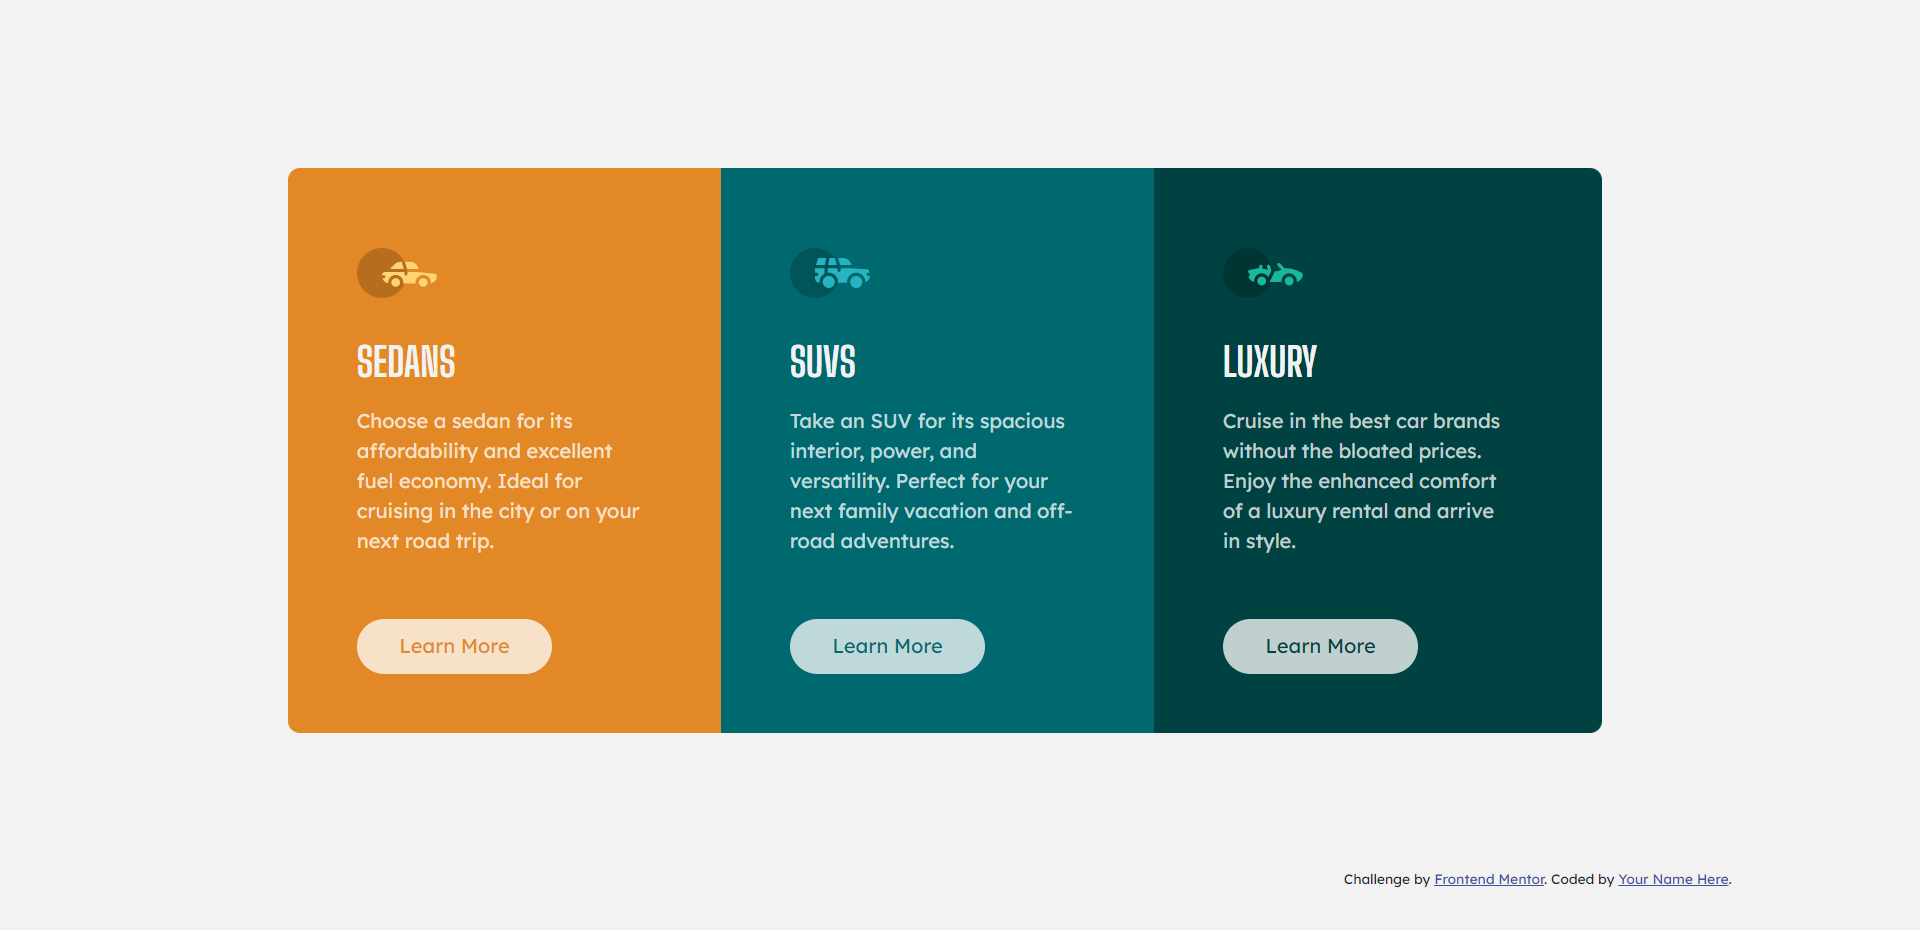 SEDANS
Choose a sedan for its
affordability and excellent
fuel economy. Ideal for
cruising in the city or on your
next road trip.
Learn More
SUVS
Take an SUV for its spacious
interior, power, and
versatility. Perfect for your
next family vacation and off-
road adventures.
Learn More
LUXURY
Cruise in the best car brands
without the bloated prices.
Enjoy the enhanced comfort
of a luxury rental and arrive
in style.
Learn More
Challenge by Frontend Mentor. Coded by Your Name Here.